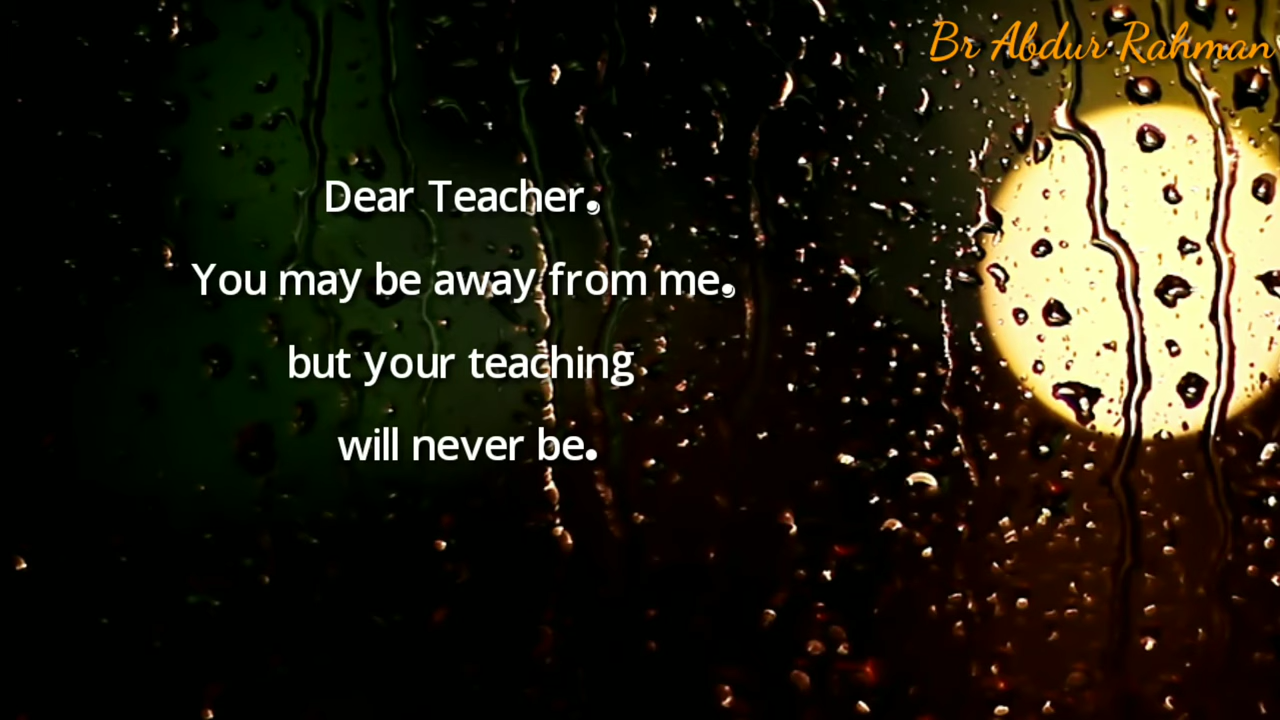 Br Abdur Rahman
Dear Teacher.
You may be away from me.
but your teaching
will never be.